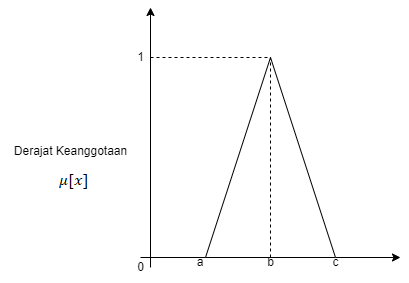 1
Derajat Keanggotaan
μ[x]
0
a
b
c